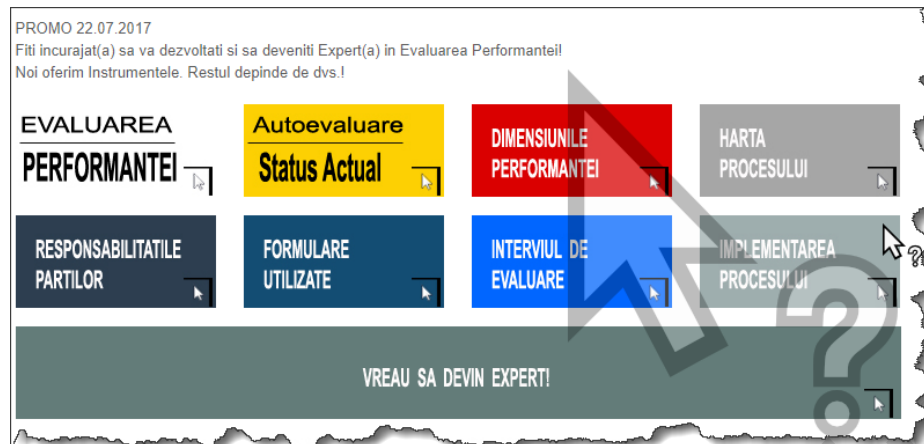 PROMO 22.07.2017
Fiti incurajat(a) sa va dezvoltati si sa deveniti Expert(a) in Evaluarea Performantei!
Noi oferim Instrumentele. Restul depinde de dvs.!
EVALUAREA
PERFORMANTEI
Autoevaluare
Status Actual
DIMENSIUNILE
PERFORMANTEI
HARTA
PROCESULUI
RESPONSABILITATILE
PARTILOR
FORMULARE
UTILIZATE
INTERVIUL DE
EVALUARE
IMPLEMENTAREA
PROCESULUI
VREAU SA DEVIN EXPERT!